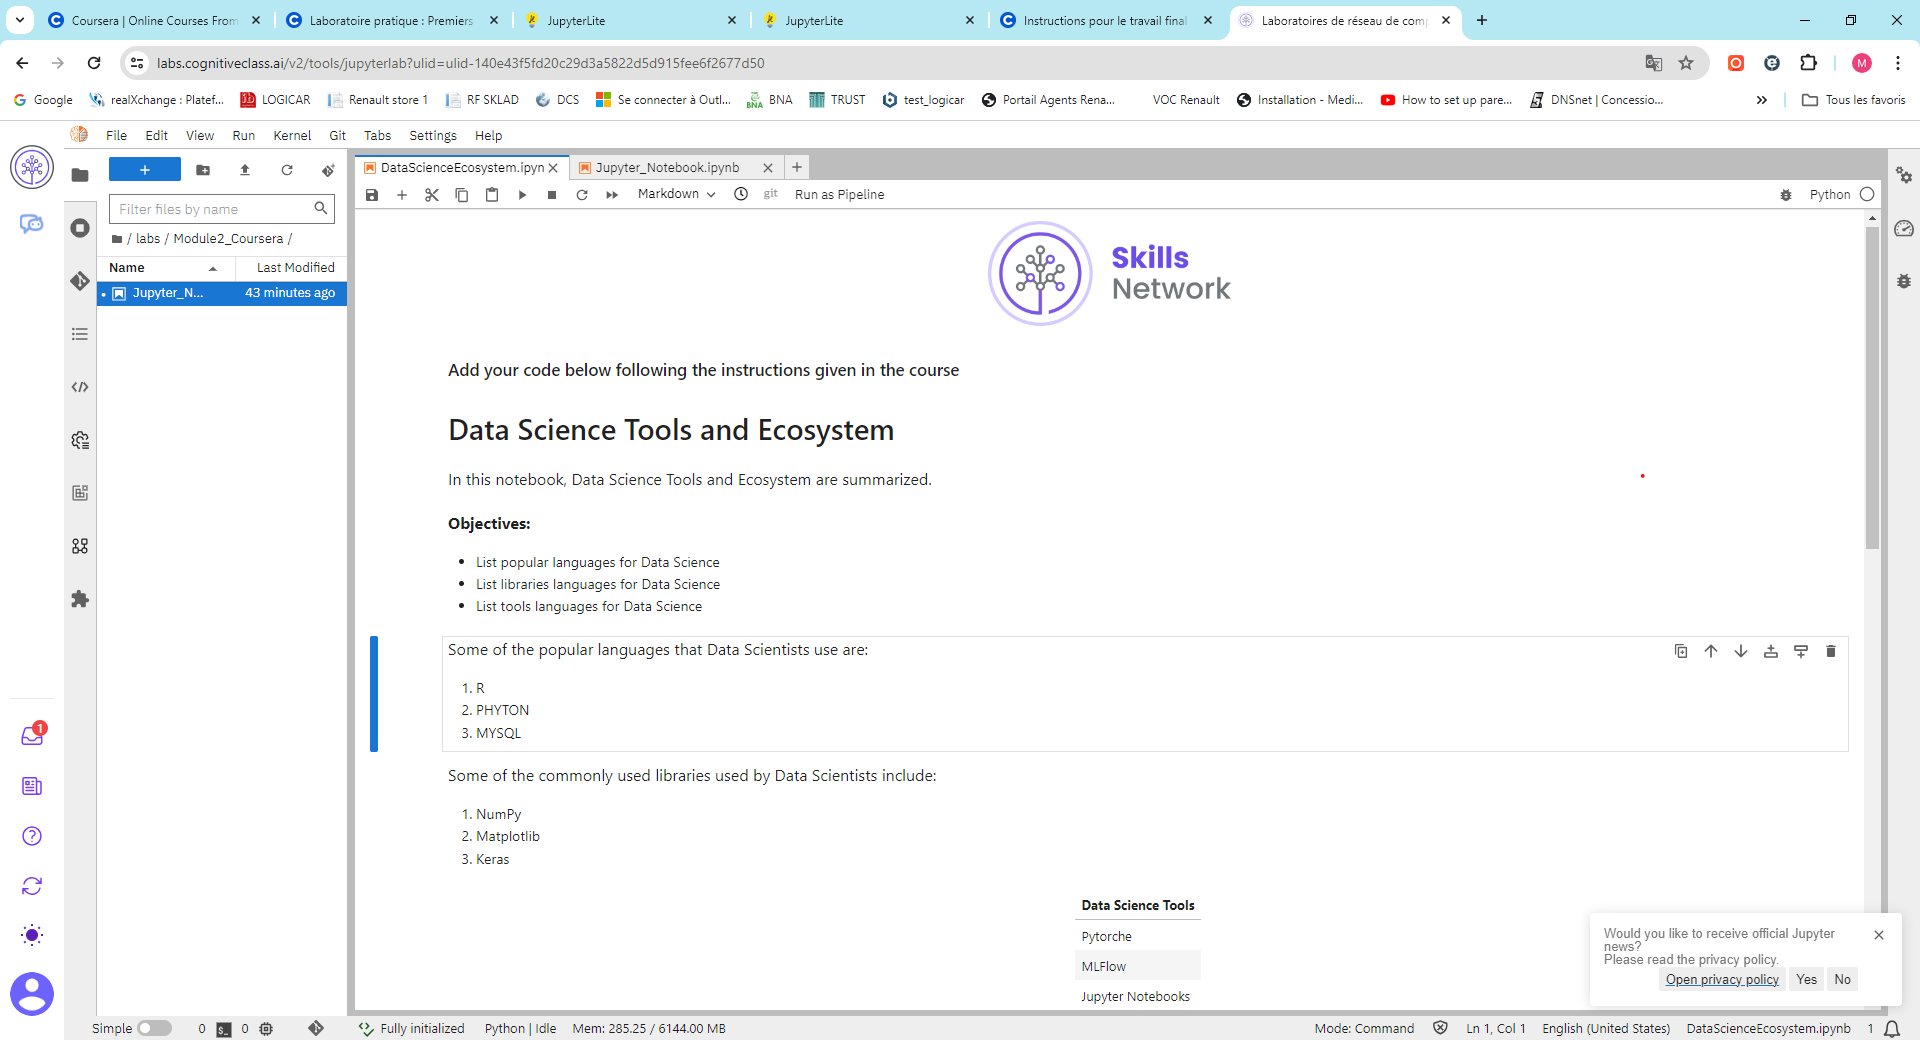 Coursera | Online Courses From
Laboratoire pratique : Premiers
JupyterLite
JupyterLite
Instructions pour le travail final
Laboratoires de réseau de com
labs.cognitiveclass.ai/v2/tools/jupyterlab?ulid=ulid-140e43f5fd20c29d3a5822d5d915fee6f2677d50
M
Google
realXchange : Platef...
LOGICAR
Renault store 1
RF SKLAD
DCS
Se connecter à Outl...
BNA
TRUST
test_logicar
Portail Agents Rena...
VOC Renault
Installation - Medi...
How to set up pare...
DNSnet | Concessio...
Tous les favoris
File Edit View Run Kernel Git Tabs Settings Help
Filter files by name
/ labs / Module2_Coursera /
Name Last Modified
Jupyter_N... 43 minutes ago
DataScienceEcosystem.ipyn
Jupyter_Notebook.ipynb
Markdown
git
Run as Pipeline
Python
Skills
Network
Add your code below following the instructions given in the course
Data Science Tools and Ecosystem
In this notebook, Data Science Tools and Ecosystem are summarized.
Objectives:
• List popular languages for Data Science
• List libraries languages for Data Science
• List tools languages for Data Science
Some of the popular languages that Data Scientists use are:
1. R
2. PHYTON
3. MYSQL
Some of the commonly used libraries used by Data Scientists include:
1. NumPy
2. Matplotlib
3. Keras
Data Science Tools
Pytorche
MLFlow
Jupyter Notebooks
1
Would you like to receive official Jupyter
news?
Please read the privacy policy.
Open privacy policy Yes No
Simple 0 0 Fully initialized Python | Idle Mem: 285.25 / 6144.00 MB
Mode: Command Ln 1, Col 1 English (United States) DataScienceEcosystem.ipynb 1